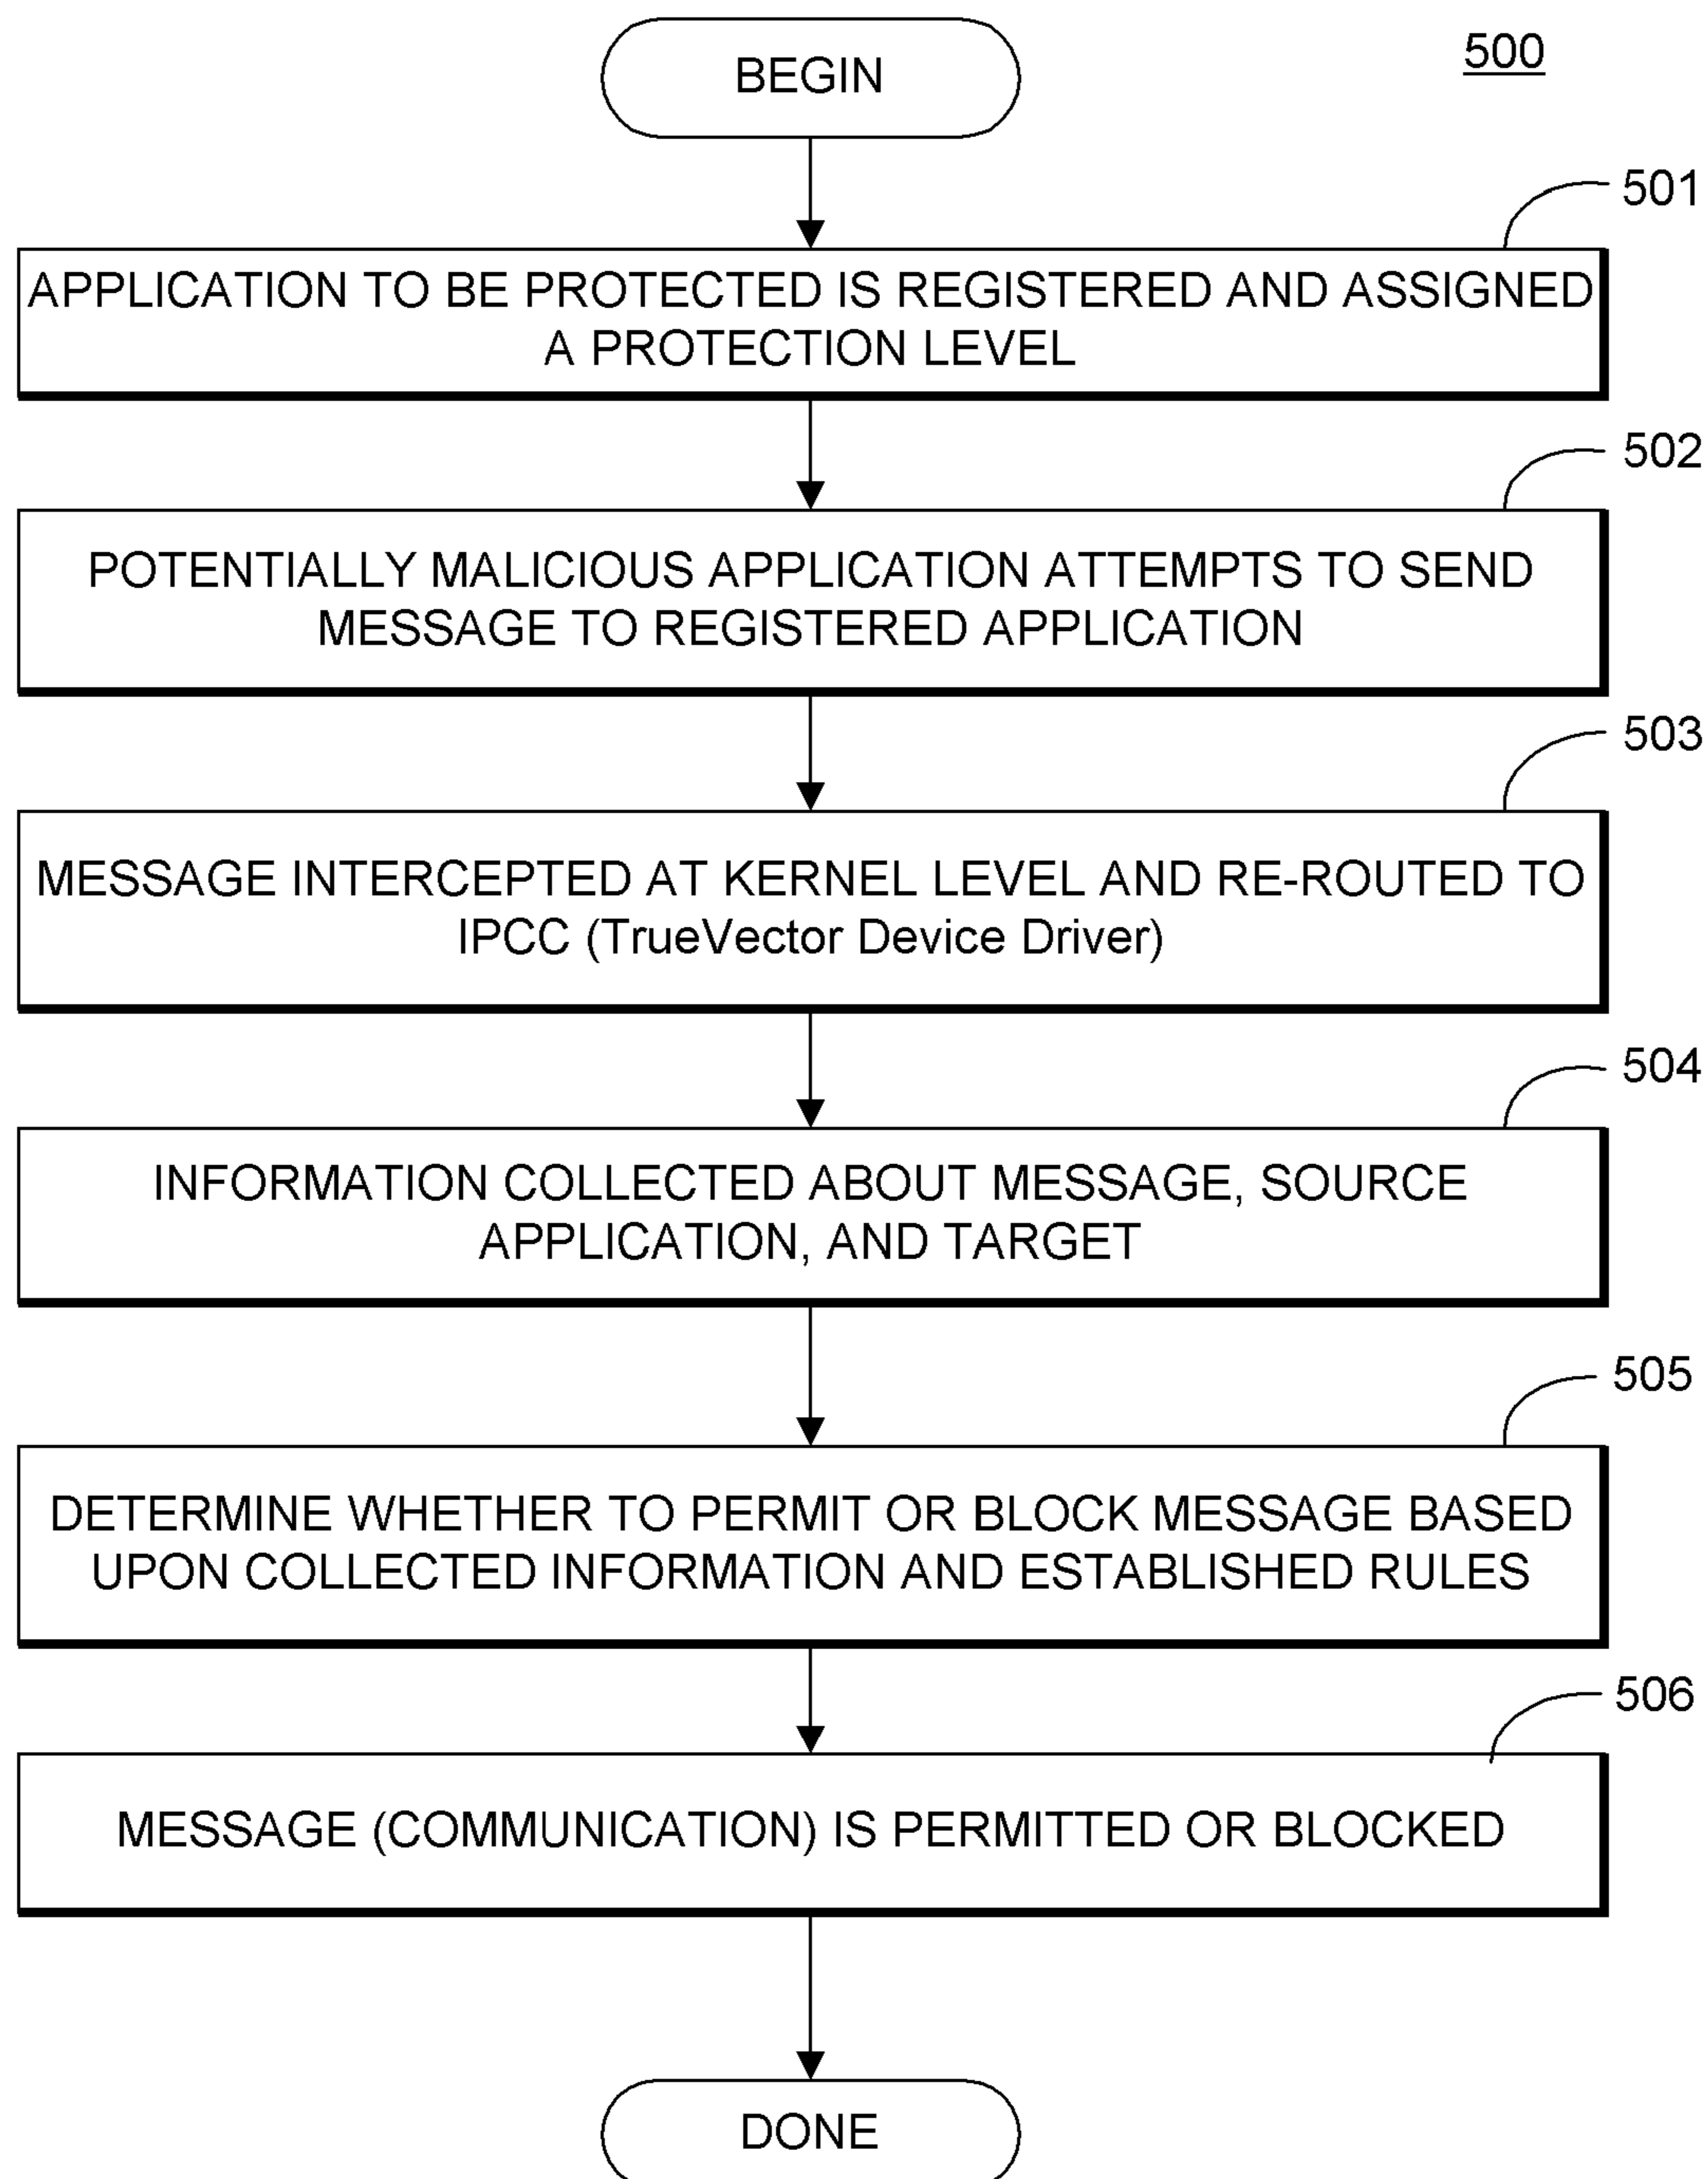 BEGIN
500
501
APPLICATION TO BE PROTECTED IS REGISTERED AND ASSIGNED
A PROTECTION LEVEL
502
POTENTIALLY MALICIOUS APPLICATION ATTEMPTS TO SEND
MESSAGE TO REGISTERED APPLICATION
503
MESSAGE INTERCEPTED AT KERNEL LEVEL AND RE-ROUTED TO
IPCC (TrueVector Device Driver)
504
INFORMATION COLLECTED ABOUT MESSAGE, SOURCE
APPLICATION, AND TARGET
505
DETERMINE WHETHER TO PERMIT OR BLOCK MESSAGE BASED
UPON COLLECTED INFORMATION AND ESTABLISHED RULES
506
MESSAGE (COMMUNICATION) IS PERMITTED OR BLOCKED
DONE